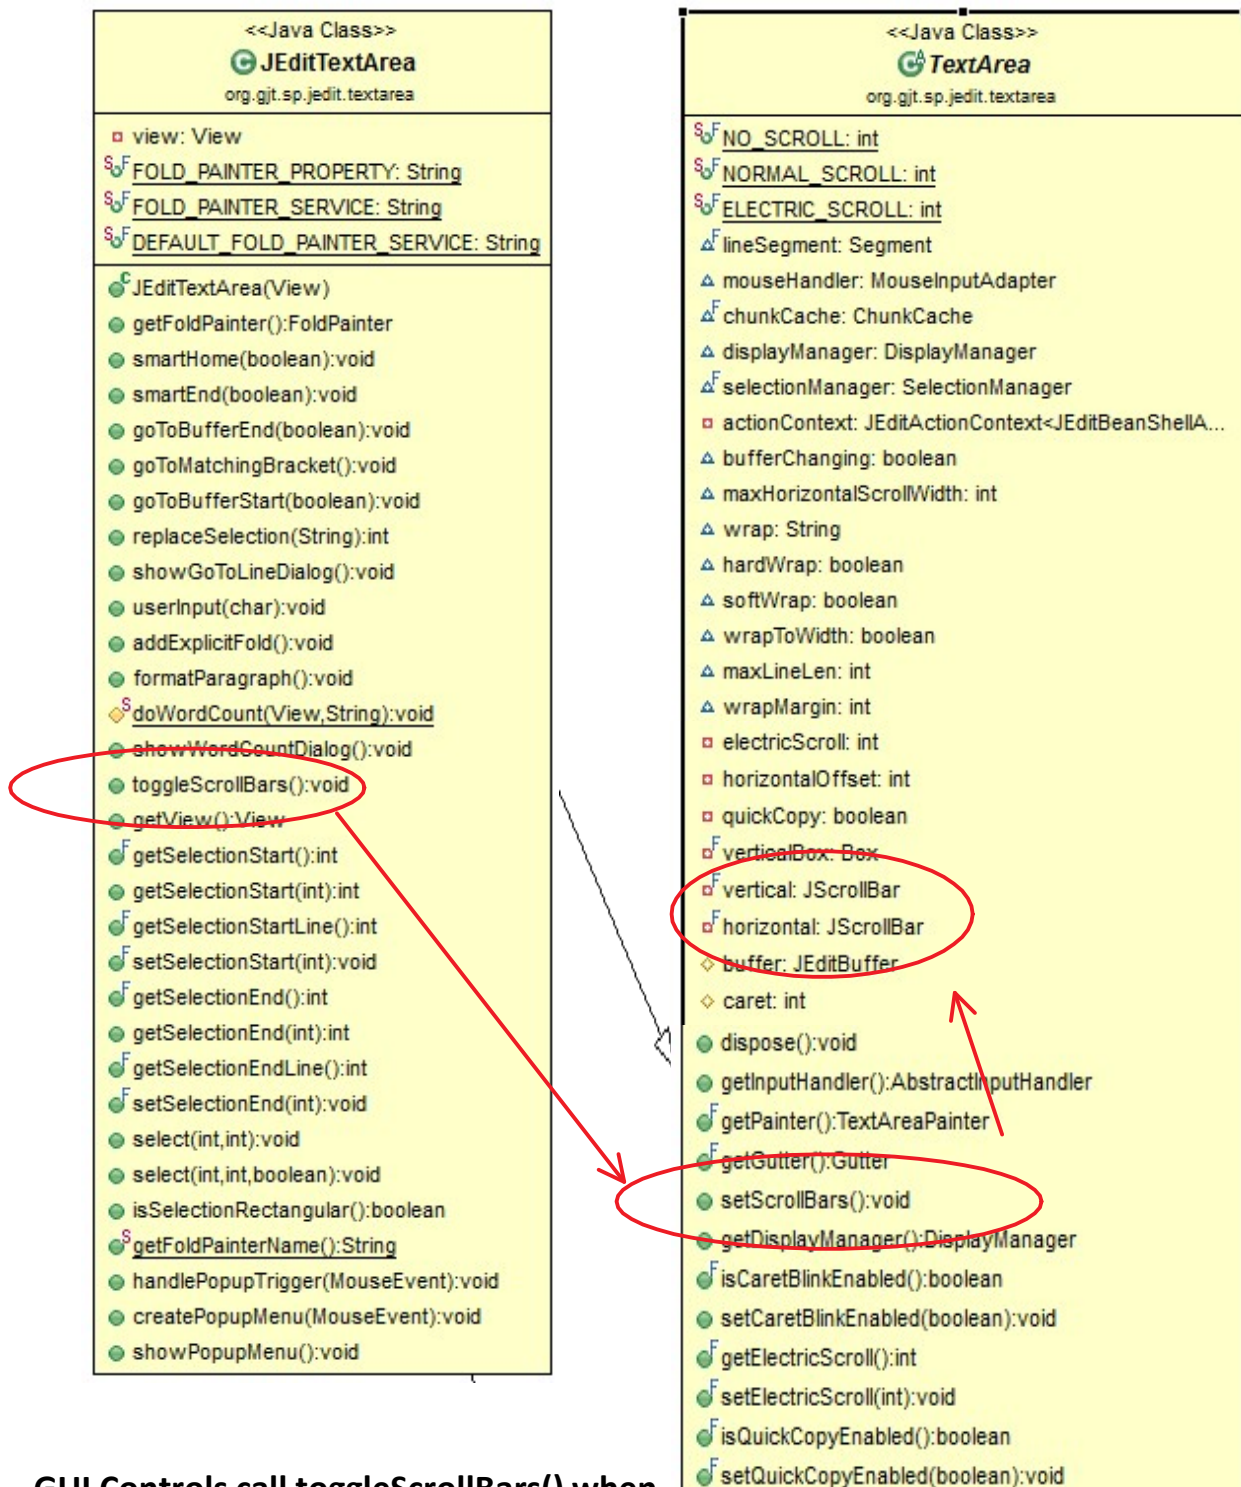 <<Java Class>>
JEditTextArea
org.gjt.sp.jedit.textarea
view: View
FOLD_PAINTER_PROPERTY: String
FOLD_PAINTER_SERVICE: String
DEFAULT_FOLD_PAINTER_SERVICE: String
JEditTextArea(View)
getFoldPainter():FoldPainter
smartHome(boolean):void
smartEnd(boolean):void
goToBufferEnd(boolean):void
goToMatchingBracket():void
goToBufferStart(boolean):void
replaceSelection(String):int
showGoToLineDialog():void
userInput(char):void
addExplicitFold():void
formatParagraph():void
doWordCount(View,String):void
showWordCountDialog():void
toggleScrollBars():void
getView():View
getSelectionStart():int
getSelectionStart(int):int
getSelectionStartLine():int
setSelectionStart(int):void
getSelectionEnd():int
getSelectionEnd(int):int
getSelectionEndLine():int
setSelectionEnd(int):void
select(int,int):void
select(int,int,boolean):void
isSelectionRectangular():boolean
getFoldPainterName():String
handlePopupTrigger(MouseEvent):void
createPopupMenu(MouseEvent):void
showPopupMenu():void
<<Java Class>>
TextArea
org.gjt.sp.jedit.textarea
NO_SCROLL: int
NORMAL_SCROLL: int
ELECTRIC_SCROLL: int
lineSegment: Segment
mouseHandler: MouseInputAdapter
chunkCache: ChunkCache
displayManager: DisplayManager
selectionManager: SelectionManager
actionContext: JEditActionContext<JEditBeanShellA...
bufferChanging: boolean
maxHorizontalScrollWidth: int
wrap: String
hardWrap: boolean
softWrap: boolean
wrapToWidth: boolean
maxLineLen: int
wrapMargin: int
electricScroll: int
horizontalOffset: int
quickCopy: boolean
verticalBox: Box
vertical: JScrollBar
horizontal: JScrollBar
buffer: JEditBuffer
caret: int
dispose():void
getInputHandler():AbstractInputHandler
getPainter():TextAreaPainter
getGutter():Gutter
setScrollBars():void
getDisplayManager():DisplayManager
isCaretBlinkEnabled():boolean
setCaretBlinkEnabled(boolean):void
getElectricScroll():int
setElectricScroll(int):void
isQuickCopyEnabled():boolean
setQuickCopyEnabled(boolean):void
GUI Controls call toggleScrollBars() when